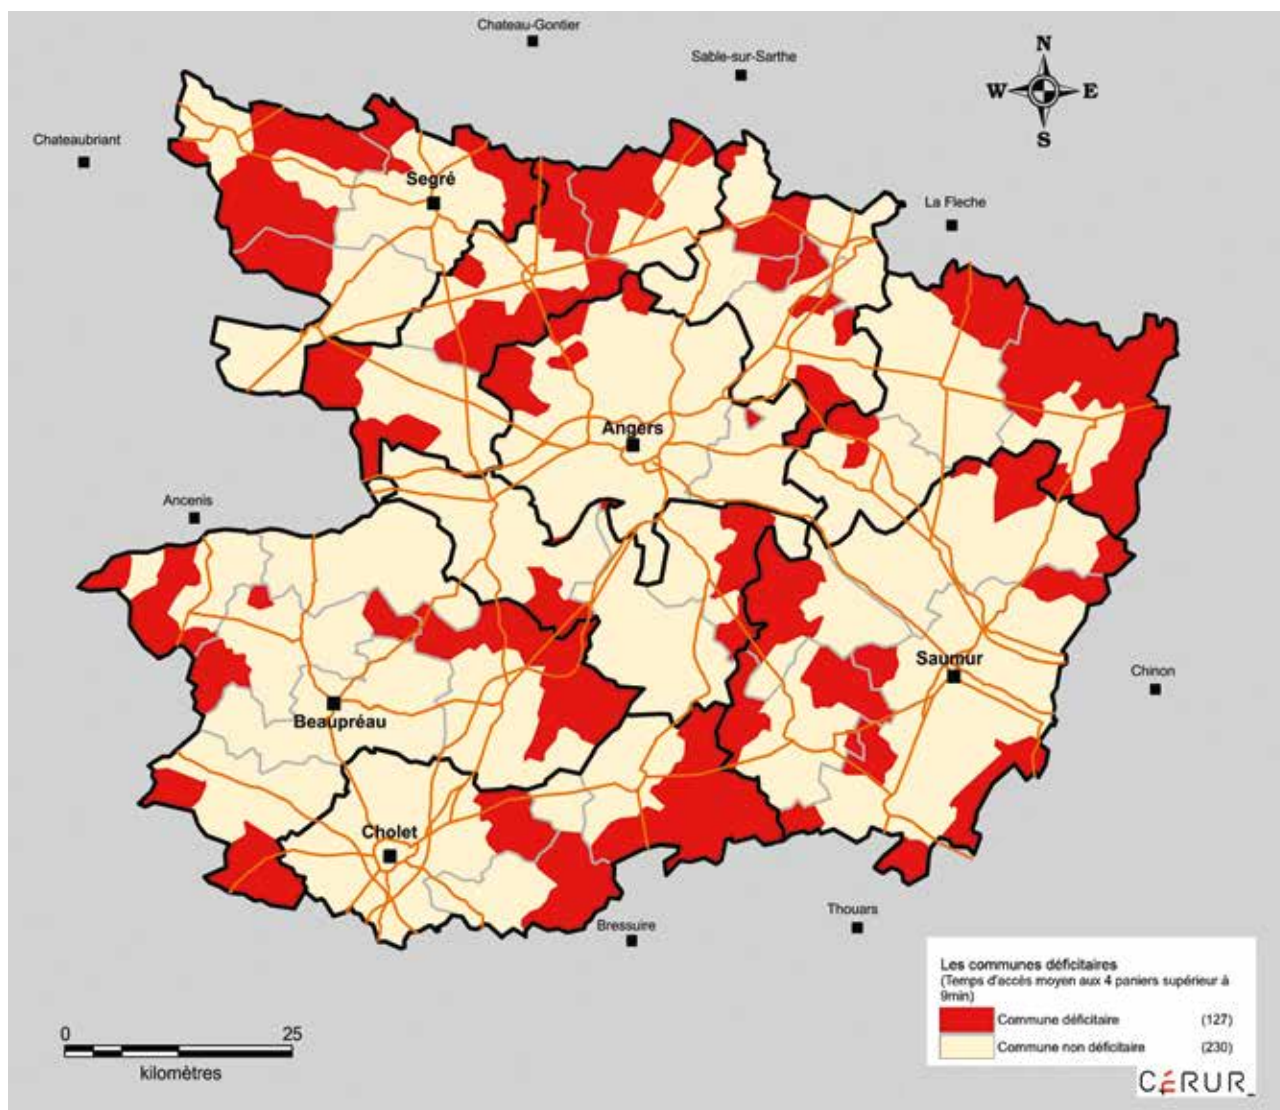 Chateau-Gontier
Sable-sur-Sarthe
N
W E
S
Chateaubriant
Segré
La Fleche
Angers
Ancenis
Saumur
Chinon
Beaupréau
Cholet
Thouars
Bressuire
Les communes déficitaires
(Temps d'accès moyen aux 4 paniers supérieur à
9min)
Commune déficitaire (127)
Commune non déficitaire (230)
0 25
kilomètres
CÉRUR_